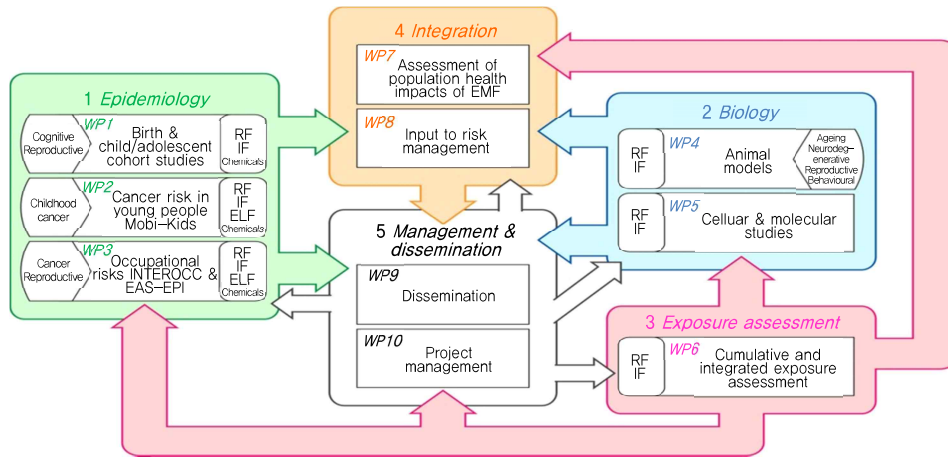 4 Integration
WP7
Assessment of
population health
impacts of EMF
WP8
Input to risk
management
1 Epidemiology
Cognitive
Reproductive
WP1
Birth &
child/adolescent
cohort studies
RF
IF
Chemicals
Childhood
cancer
WP2
Cancer risk in
young people
Mobi-Kids
RF
IF
ELF
Chemicals
Cancer
Reproductive
WP3
Occupational
risks INTEROCC &
EAS-EPI
RF
IF
ELF
Chemicals
2 Biology
RF
IF
WP4
Animal
models
Ageing
Neurodeg-
enerative
Reproductive
Behavioural
RF
IF
WP5
Celluar & molecular
studies
5 Management &
dissemination
WP9
Dissemination
WP10
Project
management
3 Exposure assessment
RF
IF
WP6
Cumulative and
integrated exposure
assessment